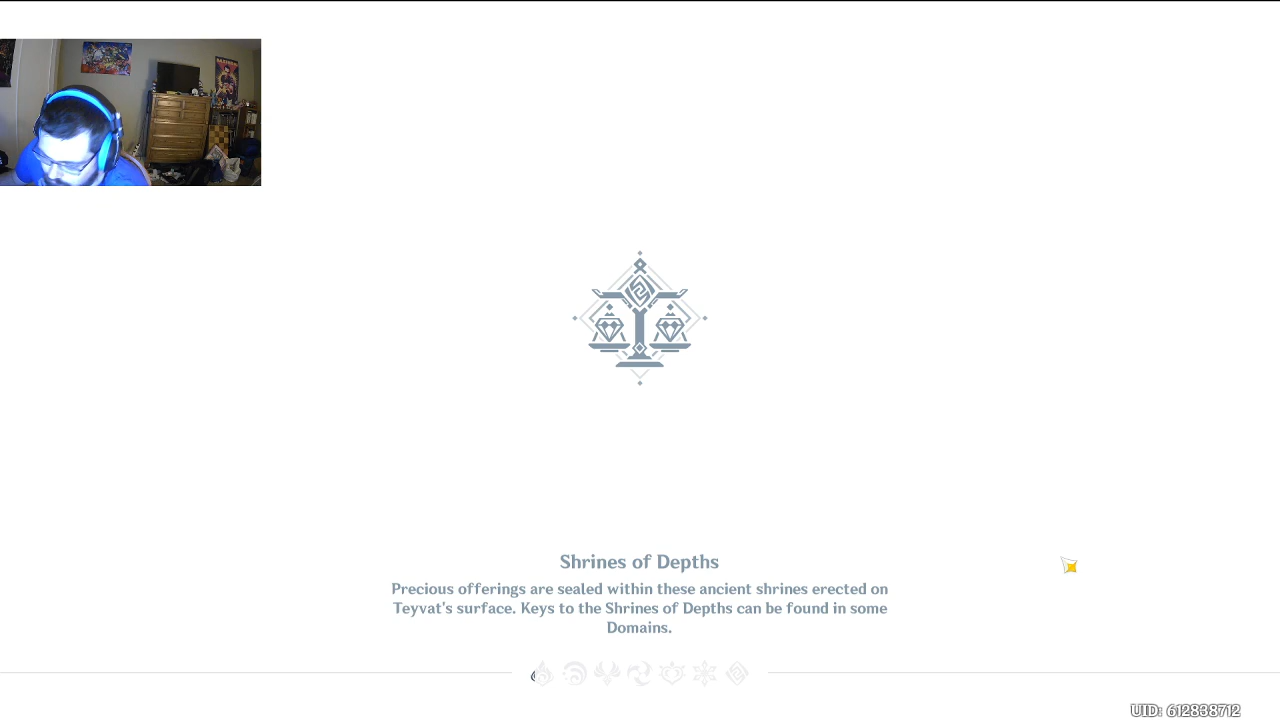 Shrines of Depths
Precious offerings are sealed within these ancient shrines erected on
Teyvat's surface. Keys to the Shrines of Depths can be found in some
Domains.
UID: 612838712